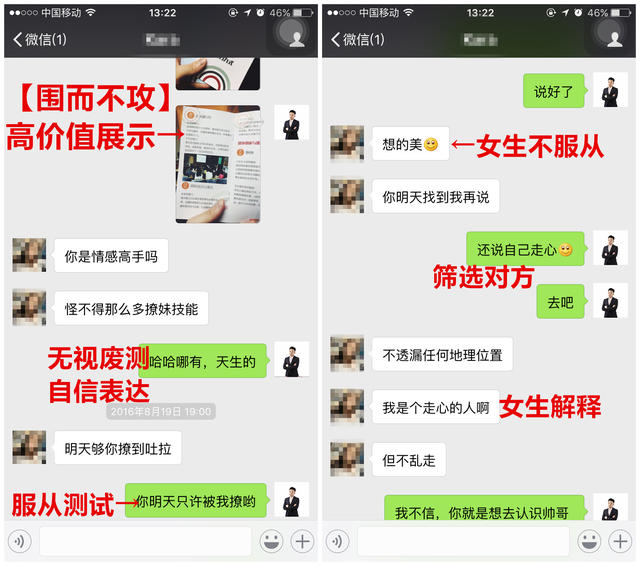 中国移动
13:22
46%
微信(1)
【围而不攻】
高价值展示→
你是情感高手吗
怪不得那么多撩妹技能
哈哈哪有，天生的
无视废测
自信表达
2016年8月19日 19:00
明天够你撩到吐拉
服从测试→
你明天只许被我撩哟
中国移动
13:22
46%
微信(1)
说好了
想的美
←女生不服从
你明天找到我再说
还说自己走心
筛选对方
去吧
不透漏任何地理位置
我是个走心的人啊
女生解释
但不乱走
我不信，你就是想去认识帅哥